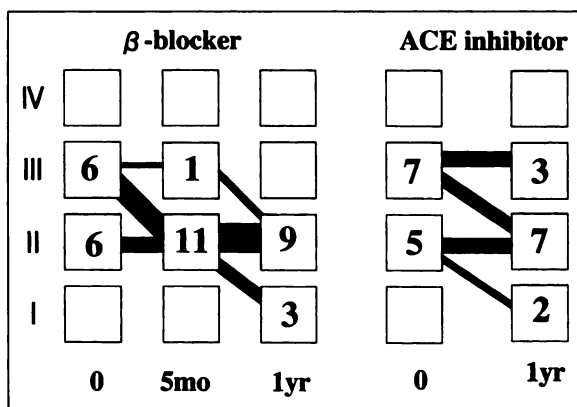 β-blocker ACE inhibitor
IV
III 6 1 7 3
II 6 11 9 5 7
I 3 2
0 5mo 1yr 0 1yr